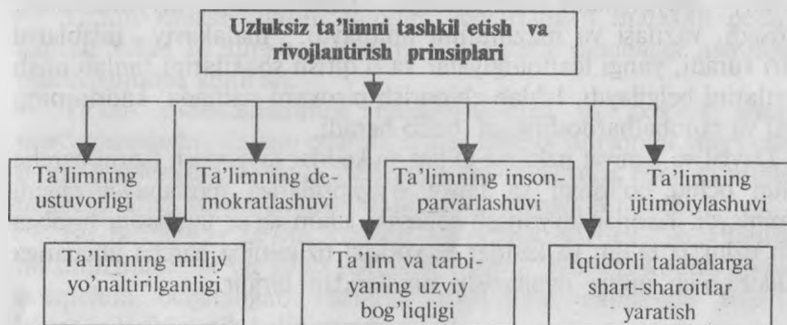 Uzluksiz ta’limni tashkil etish va
rivojlantirish prinsiplari
Ta’limning
ustuvorligi
Ta’limning de-
mokratlashuvi
Ta’limning inson-
parvarlashuvi
Ta’limning
ijtimoiylashuvi
Ta’limning milliy
yo’naltirilganligi
Ta’lim va tarbi-
yaning uzviy
bog’liqligi
Iqtidorli talabalarga
shart-sharoitlar
yaratish